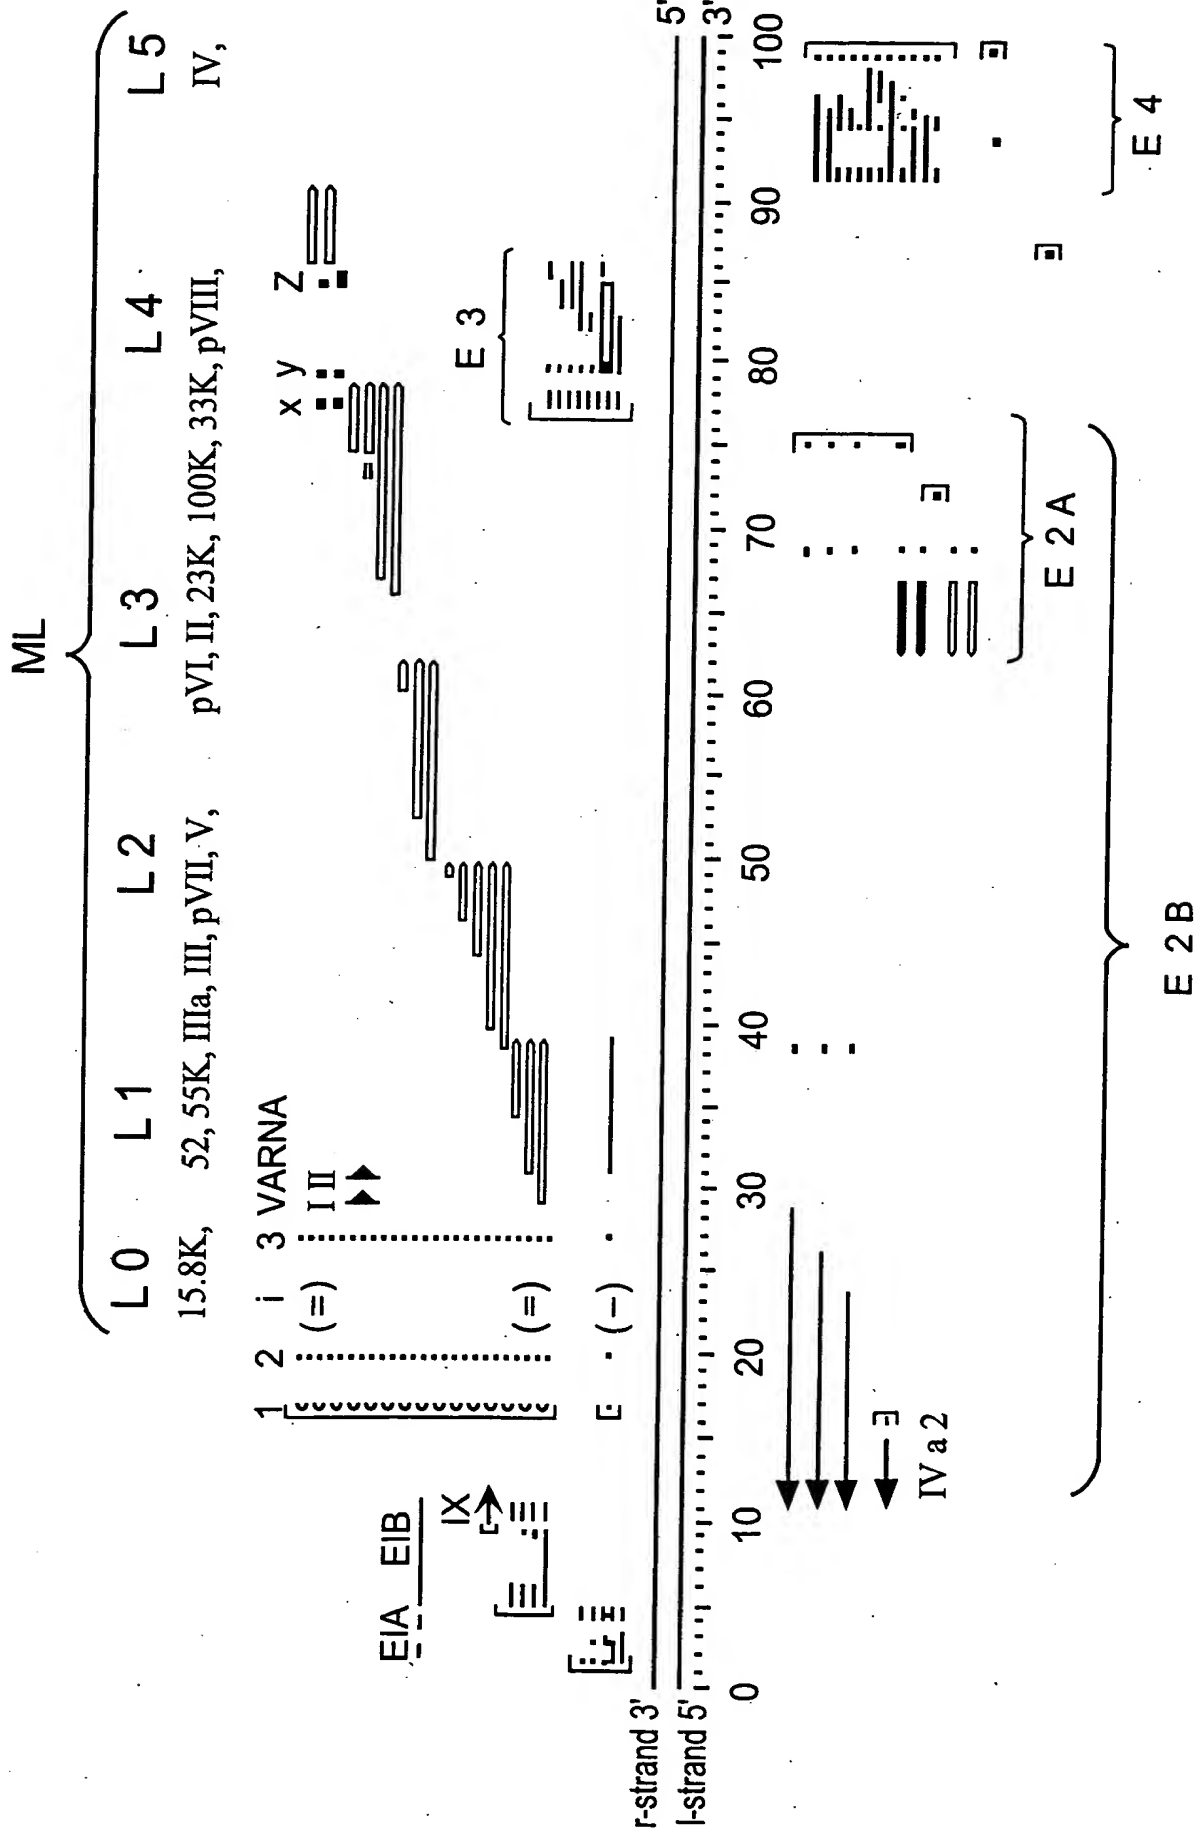 ML
L 0 L 1 L 2 L 3 L 4 L 5
15.8K, 52, 55K, IIIa, III, pVII, V, pVI, II, 23K, 100K, 33K, pVIII, IV,
1 2 i 3 VARNA x y z
(=) I II
EIA EIB
IX
(=)
(–)
E 3
r-strand 3' 5'
l-strand 5' 3'
0 10 20 30 40 50 60 70 80 90 100
IV a 2
E 2 A
E 4
E 2 B